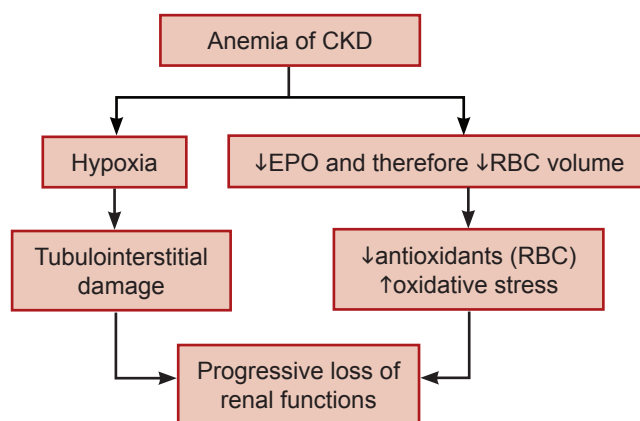 Anemia of CKD
Hypoxia
↓EPO and therefore ↓RBC volume
Tubulointerstitial
damage
↓antioxidants (RBC)
↑oxidative stress
Progressive loss of
renal functions